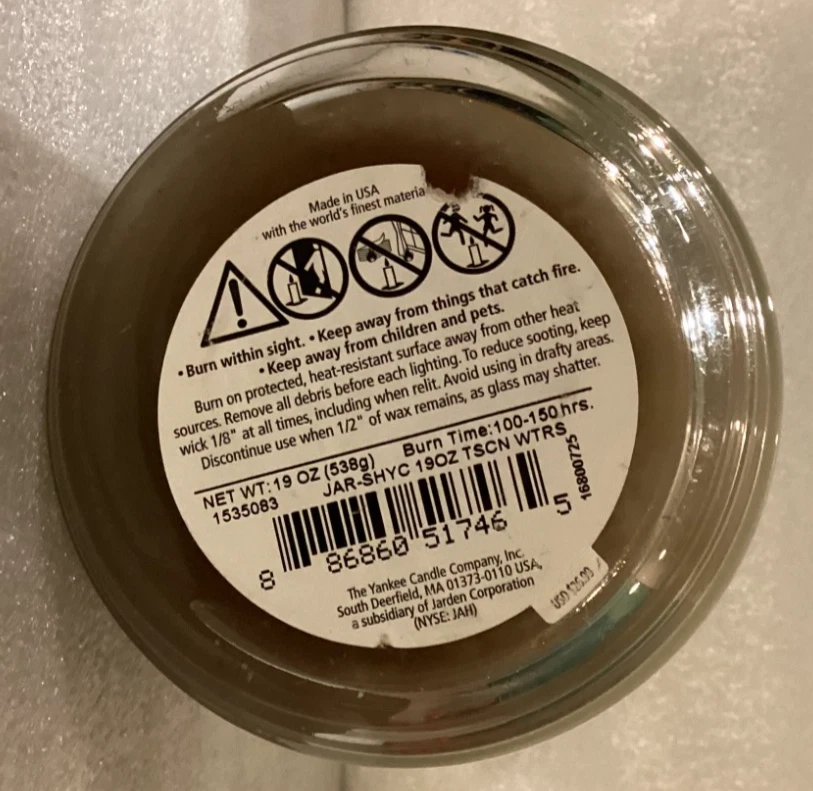 Made in USA
with the world's finest materia
• Burn within sight. • Keep away from things that catch fire.
• Keep away from children and pets.
Burn on protected, heat-resistant surface away from other heat
sources. Remove all debris before each lighting. To reduce sooting, keep
wick 1/8" at all times, including when relit. Avoid using in drafty areas.
Discontinue use when 1/2" of wax remains, as glass may shatter.
NET WT:19 OZ (538g) Burn Time:100-150 hrs.
1535083 JAR-SHYC 19OZ TSCN WTRS
16800725
8 86860 51746 5
The Yankee Candle Company, Inc.
South Deerfield, MA 01373-0110 USA,
a subsidiary of Jarden Corporation
(NYSE: JAH)
USD